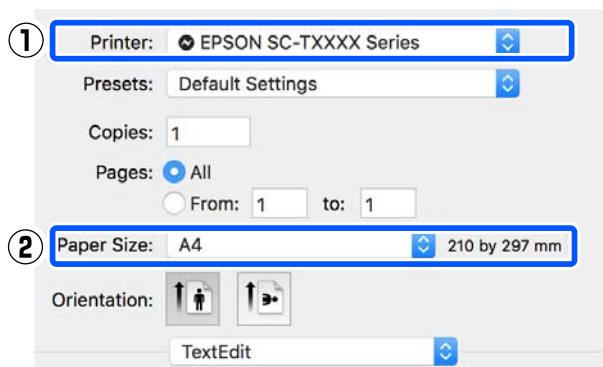 ① Printer: EPSON SC-TXXXX Series
Presets: Default Settings
Copies: 1
Pages: All
From: 1 to: 1
② Paper Size: A4 210 by 297 mm
Orientation:
TextEdit